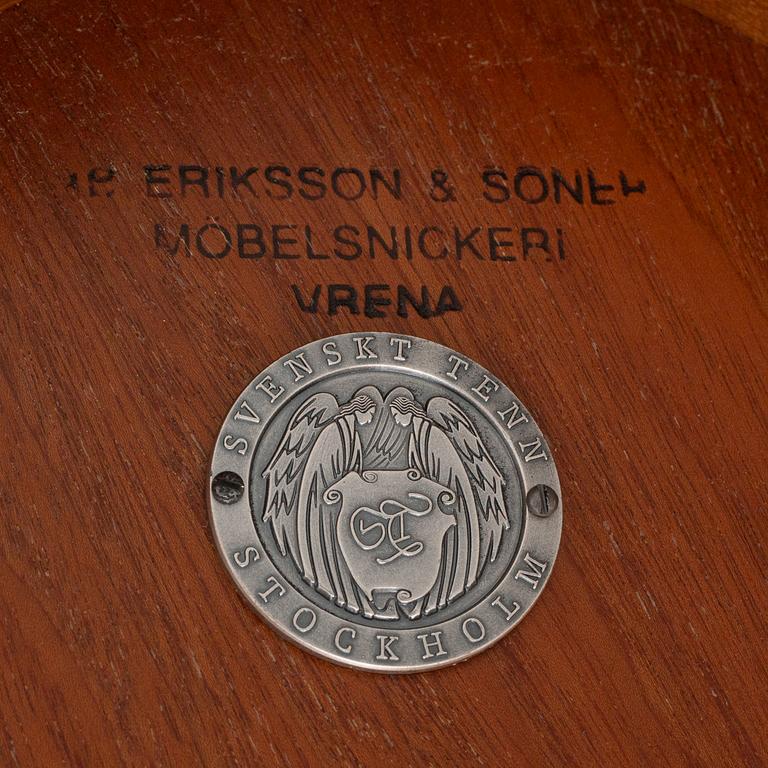 ERIKSSON & SÖNER
MÖBELSNICKERI
VRENA
SVENSKT TENN
STOCKHOLM